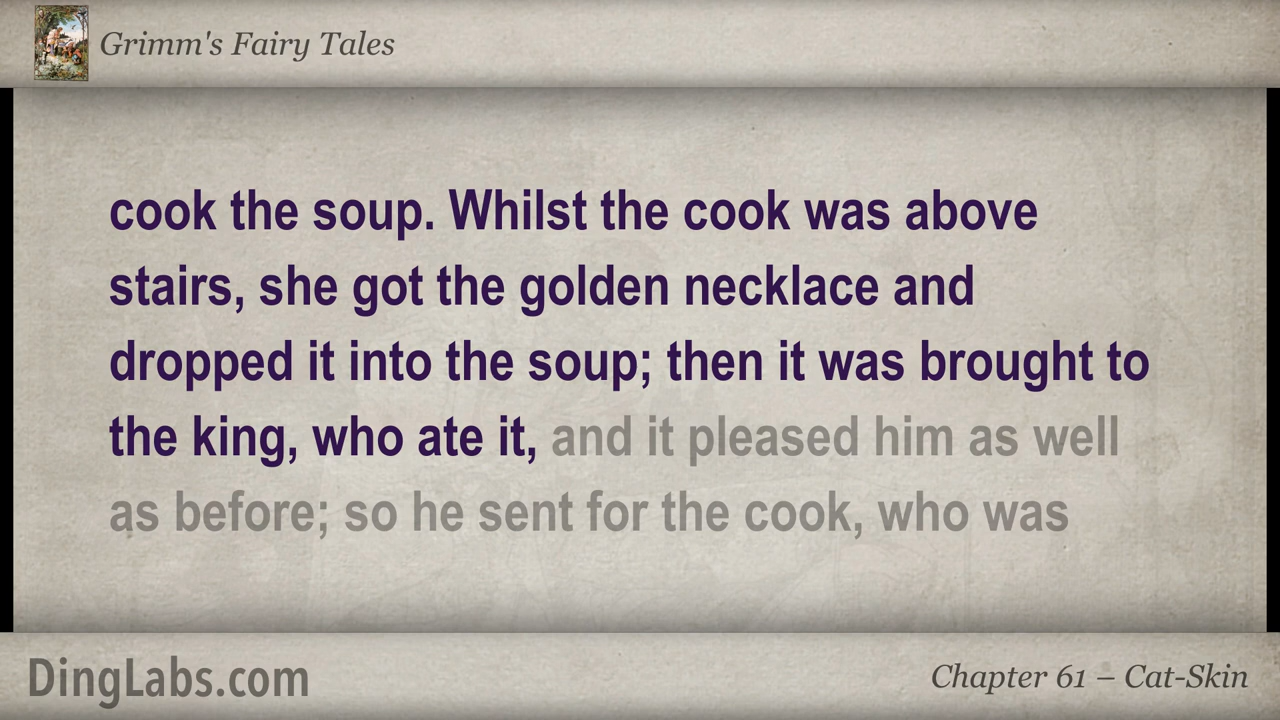 Grimm's Fairy Tales
cook the soup. Whilst the cook was above
stairs, she got the golden necklace and
dropped it into the soup; then it was brought to
the king, who ate it, and it pleased him as well
as before; so he sent for the cook, who was
DingLabs.com
Chapter 61 – Cat-Skin